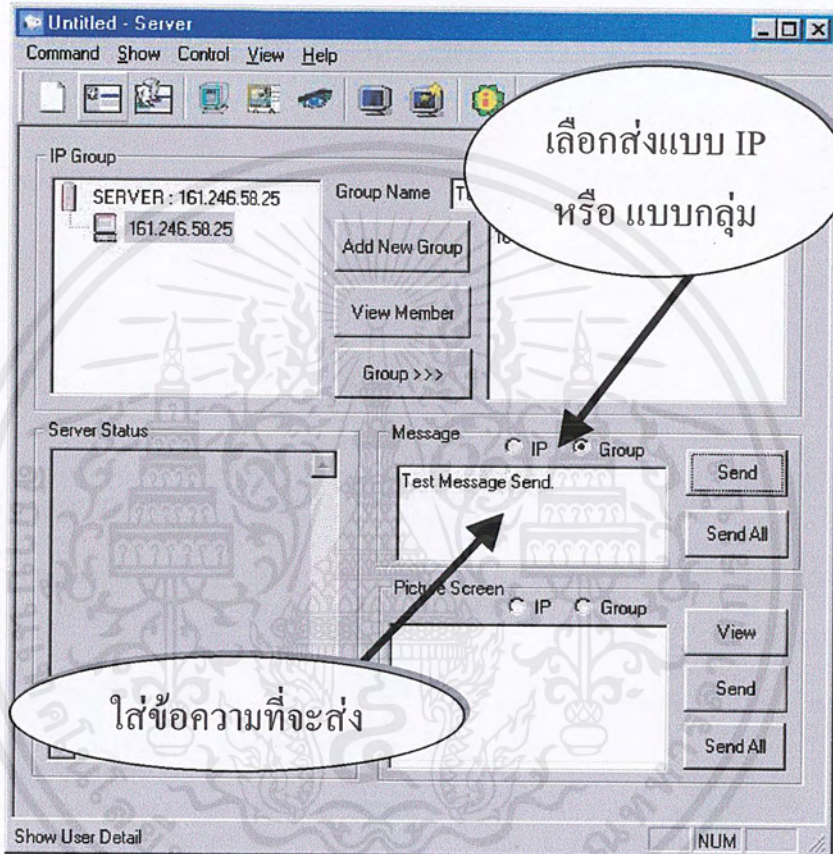 Untitled - Server
Command Show Control View Help
เลือกส่งแบบ IP
หรือ แบบกลุ่ม
IP Group
SERVER : 161.246.58.25
161.246.58.25
Group Name
Add New Group
View Member
Group >>>
Server Status
Message
IP Group
Test Message Send.
Send
Send All
Picture Screen
IP Group
View
Send
Send All
ใส่ข้อความที่จะส่ง
Show User Detail
NUM